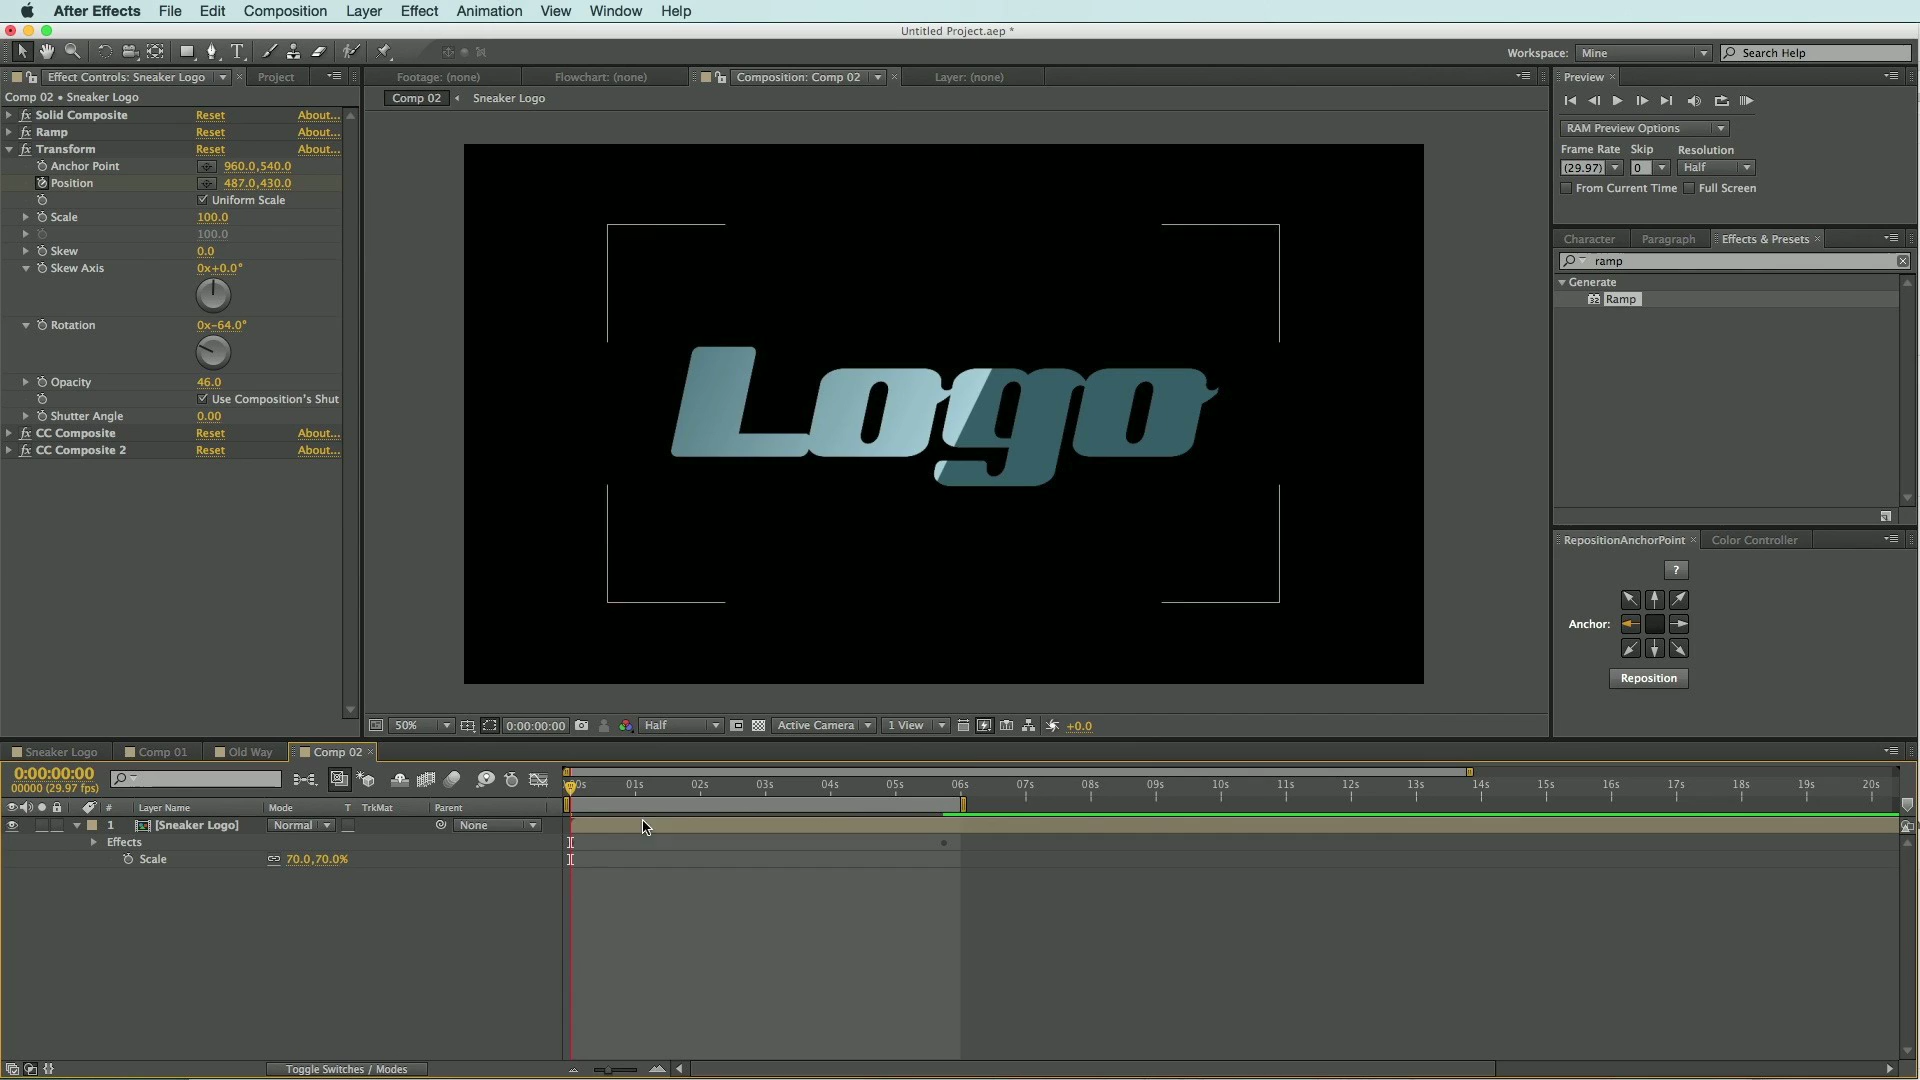 After Effects File Edit Composition Layer Effect Animation View Window Help
Untitled Project.aep *
Workspace: Mine Search Help
Effect Controls: Sneaker Logo × Project
Footage: (none) Flowchart: (none) Composition: Comp 02 × Layer: (none)
Preview ×
Comp 02 • Sneaker Logo
Comp 02 Sneaker Logo
fx Solid Composite Reset About...
fx Ramp Reset About...
fx Transform Reset About...
Anchor Point 960.0,540.0
Position 487.0,430.0
Uniform Scale
Scale 100.0
100.0
Skew 0.0
Skew Axis 0x+0.0°
Rotation 0x-64.0°
Opacity 46.0
Use Composition's Shut
Shutter Angle 0.00
fx CC Composite Reset About...
fx CC Composite 2 Reset About...
Logo
RAM Preview Options
Frame Rate Skip Resolution
(29.97) 0 Half
From Current Time Full Screen
Character Paragraph Effects & Presets ×
ramp
Generate
32 Ramp
RepositionAnchorPoint × Color Controller
?
Anchor:
Reposition
50% 0:00:00:00 Half Active Camera 1 View +0.0
Sneaker Logo Comp 01 Old Way Comp 02 ×
0:00:00:00
00000 (29.97 fps)
01s 02s 03s 04s 05s 06s 07s 08s 09s 10s 11s 12s 13s 14s 15s 16s 17s 18s 19s 20s
# Layer Name Mode T TrkMat Parent
1 [Sneaker Logo] Normal None
Effects
Scale 70.0,70.0%
Toggle Switches / Modes